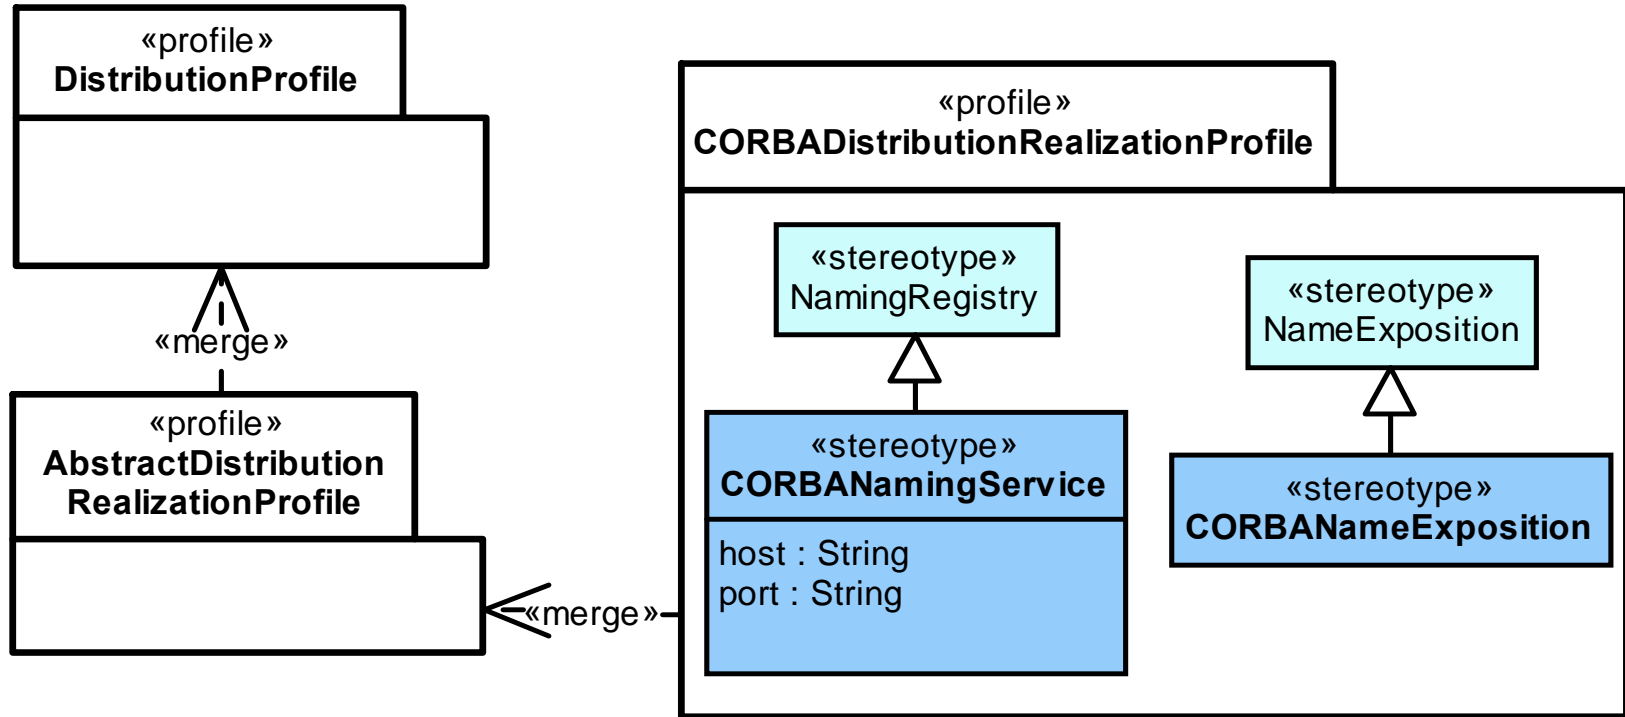 «profile»
DistributionProfile
«merge»
«profile»
AbstractDistribution
RealizationProfile
«merge»
«profile»
CORBADistributionRealizationProfile
«stereotype»
NamingRegistry
«stereotype»
NameExposition
«stereotype»
CORBANamingService
host : String
port : String
«stereotype»
CORBANameExposition